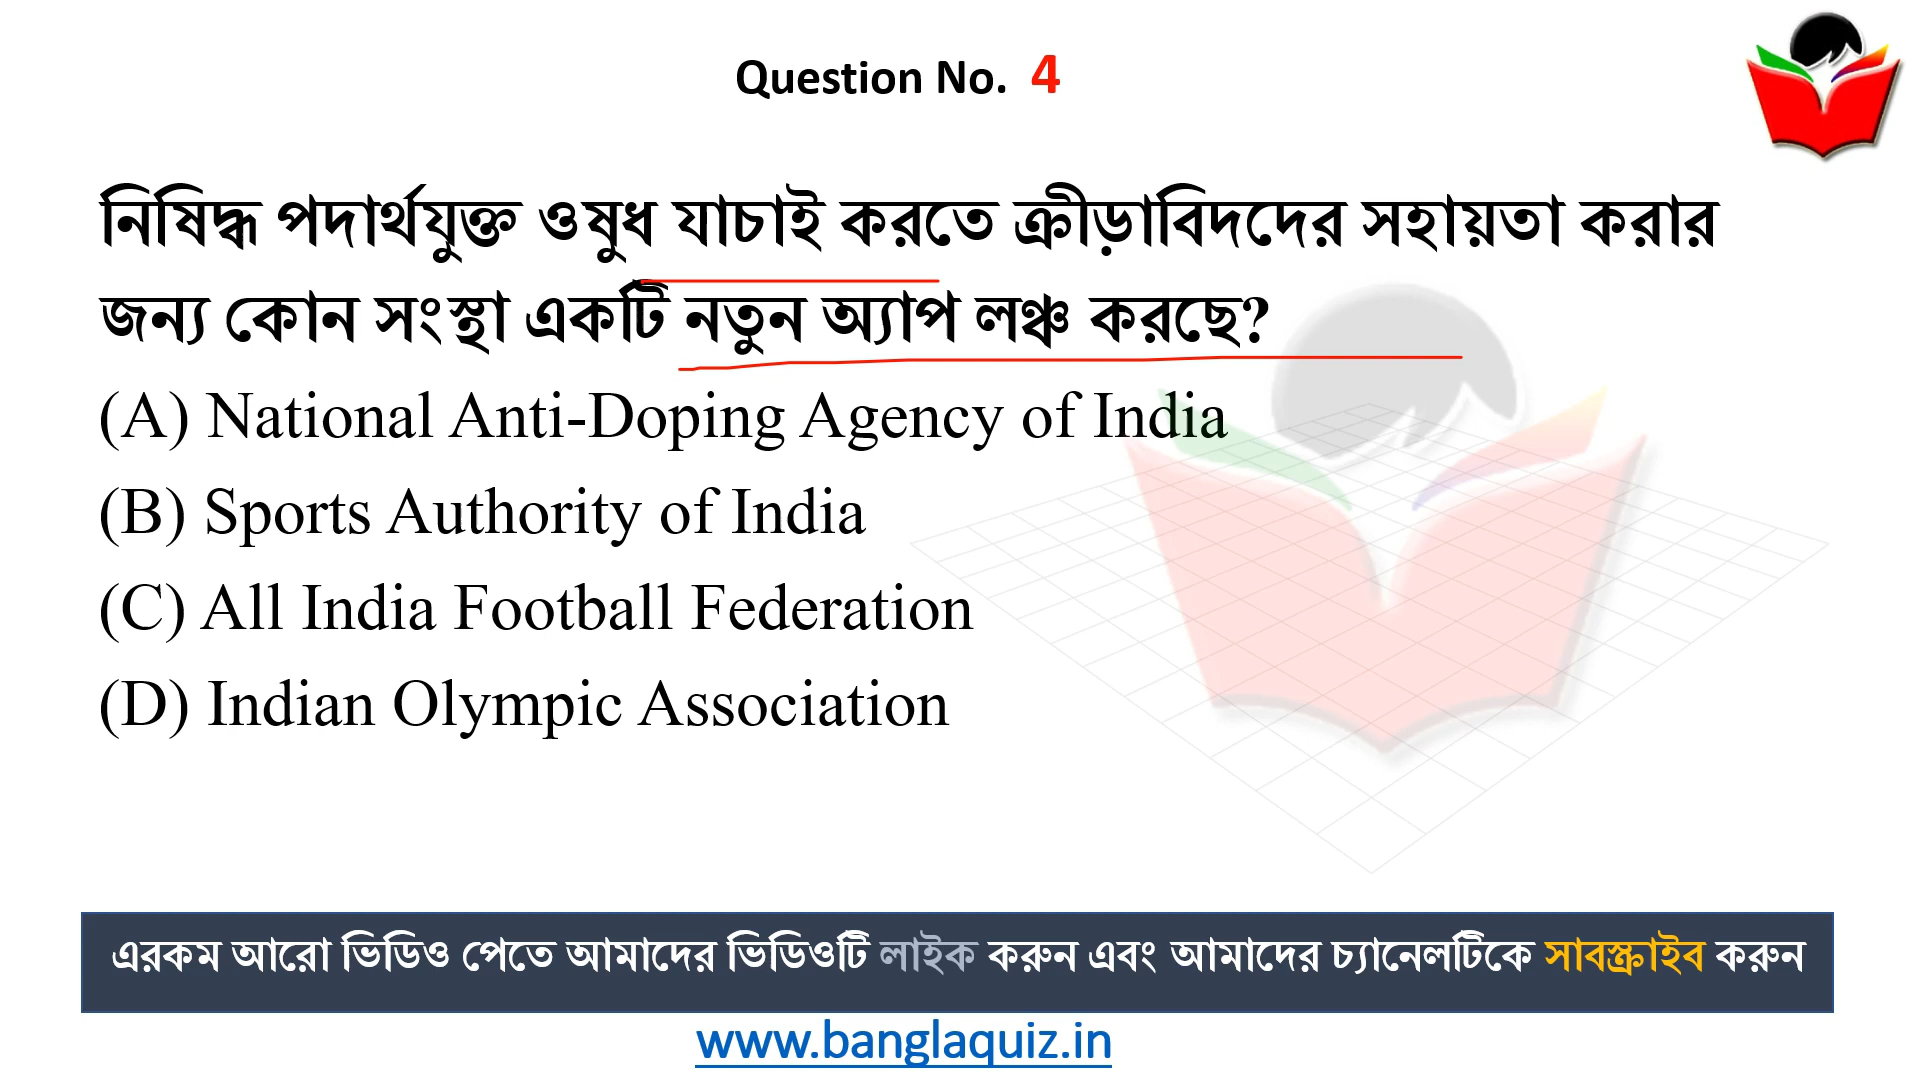 Question No. 4
নিষিদ্ধ পদার্থযুক্ত ওষুধ যাচাই করতে ক্রীড়াবিদদের সহায়তা করার
জন্য কোন সংস্থা একটি নতুন অ্যাপ লঞ্চ করছে?
(A) National Anti-Doping Agency of India
(B) Sports Authority of India
(C) All India Football Federation
(D) Indian Olympic Association
এরকম আরো ভিডিও পেতে আমাদের ভিডিওটি লাইক করুন এবং আমাদের চ্যানেলটিকে সাবস্ক্রাইব করুন
www.banglaquiz.in